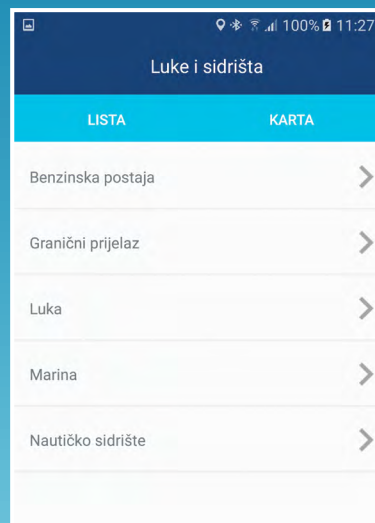 100% 11:27
Luke i sidrišta
LISTA KARTA
Benzinska postaja
Granični prijelaz
Luka
Marina
Nautičko sidrište